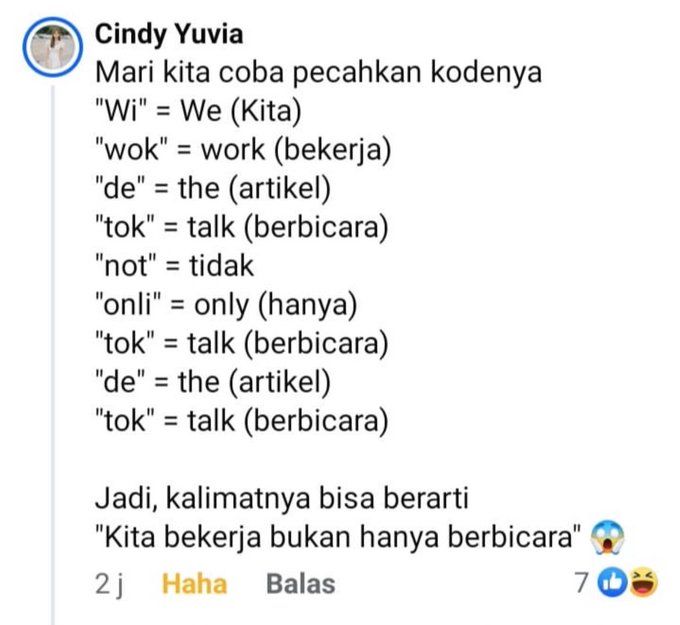 Cindy Yuvia
Mari kita coba pecahkan kodenya
"Wi" = We (Kita)
"wok" = work (bekerja)
"de" = the (artikel)
"tok" = talk (berbicara)
"not" = tidak
"onli" = only (hanya)
"tok" = talk (berbicara)
"de" = the (artikel)
"tok" = talk (berbicara)
Jadi, kalimatnya bisa berarti
"Kita bekerja bukan hanya berbicara" 😱
2 j Haha Balas 7